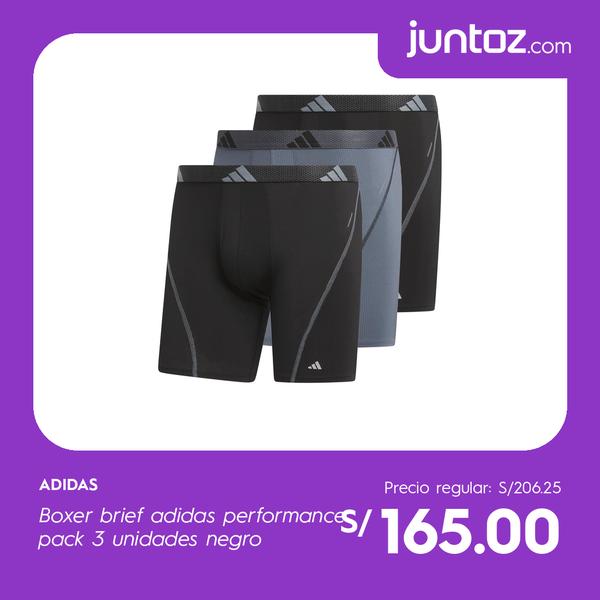 juntoz.com
ADIDAS
Precio regular: S/206.25
Boxer brief adidas performance
pack 3 unidades negro
S/ 165.00